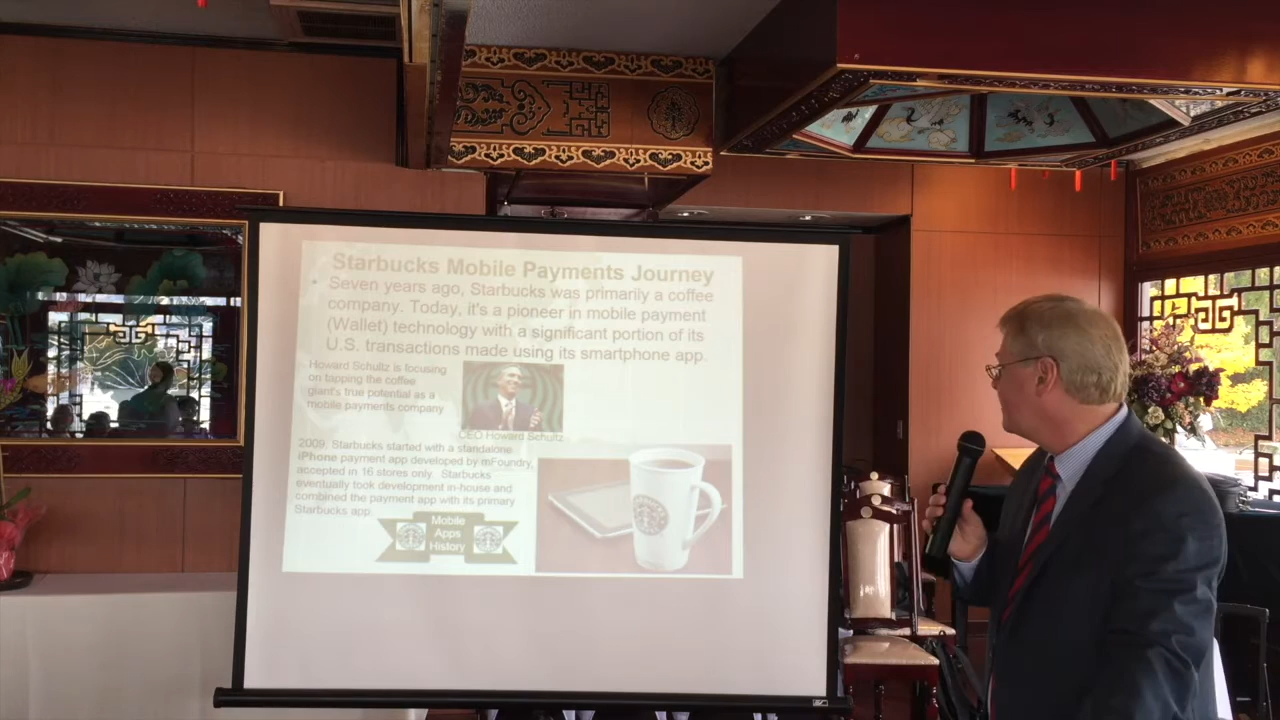 Starbucks Mobile Payments Journey
• Seven years ago, Starbucks was primarily a coffee
company. Today, it's a pioneer in mobile payment
(Wallet) technology with a significant portion of its
U.S. transactions made using its smartphone app.
Howard Schultz is focusing
on tapping the coffee
giant's true potential as a
mobile payments company
CEO Howard Schultz
2009, Starbucks started with a standalone
iPhone payment app developed by mFoundry,
accepted in 16 stores only. Starbucks
eventually took development in-house and
combined the payment app with its primary
Starbucks app.
Mobile
Apps
History